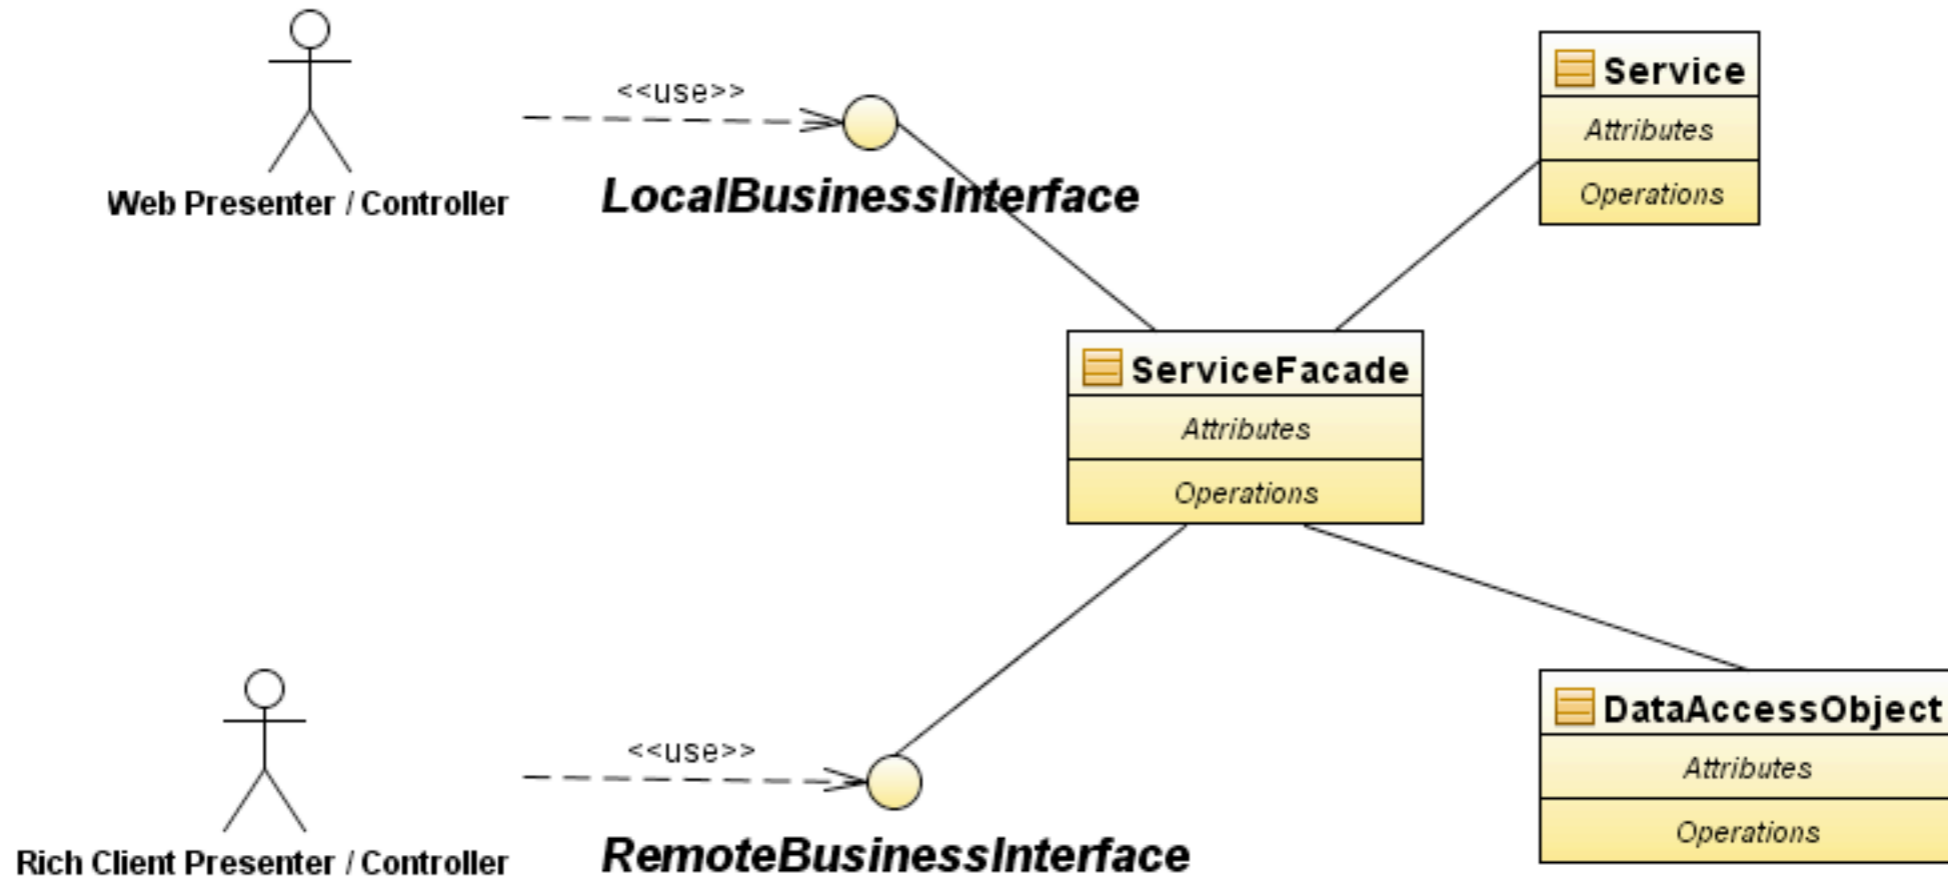 <<use>>
Web Presenter / Controller
LocalBusinessInterface
Service
Attributes
Operations
ServiceFacade
Attributes
Operations
<<use>>
Rich Client Presenter / Controller
RemoteBusinessInterface
DataAccessObject
Attributes
Operations